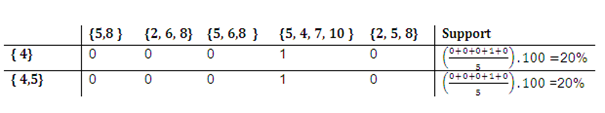 {5,8 } {2, 6, 8} {5, 6,8 } {5, 4, 7, 10 } {2, 5, 8} Support
{ 4} 0 0 0 1 0 (0+0+0+1+0/5).100 =20%
{ 4,5} 0 0 0 1 0 (0+0+0+1+0/5).100 =20%